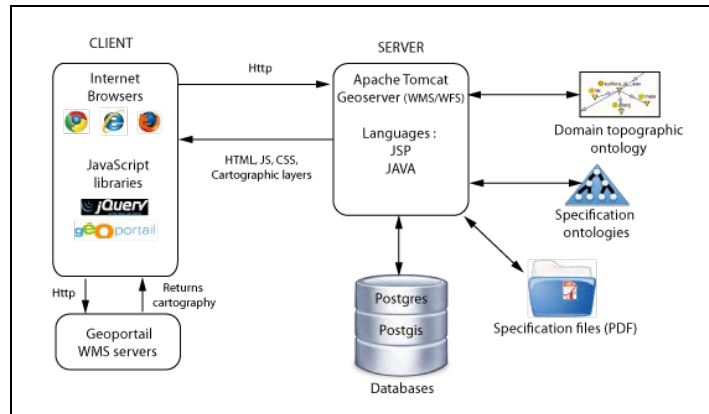 CLIENT
Internet
Browsers
JavaScript
libraries
jQuery
géoportail
Http
HTML, JS, CSS,
Cartographic layers
SERVER
Apache Tomcat
Geoserver (WMS/WFS)
Languages :
JSP
JAVA
Domain topographic
ontology
Specification
ontologies
Specification files (PDF)
Postgres
Postgis
Databases
Http
Returns
cartography
Geoportail
WMS servers